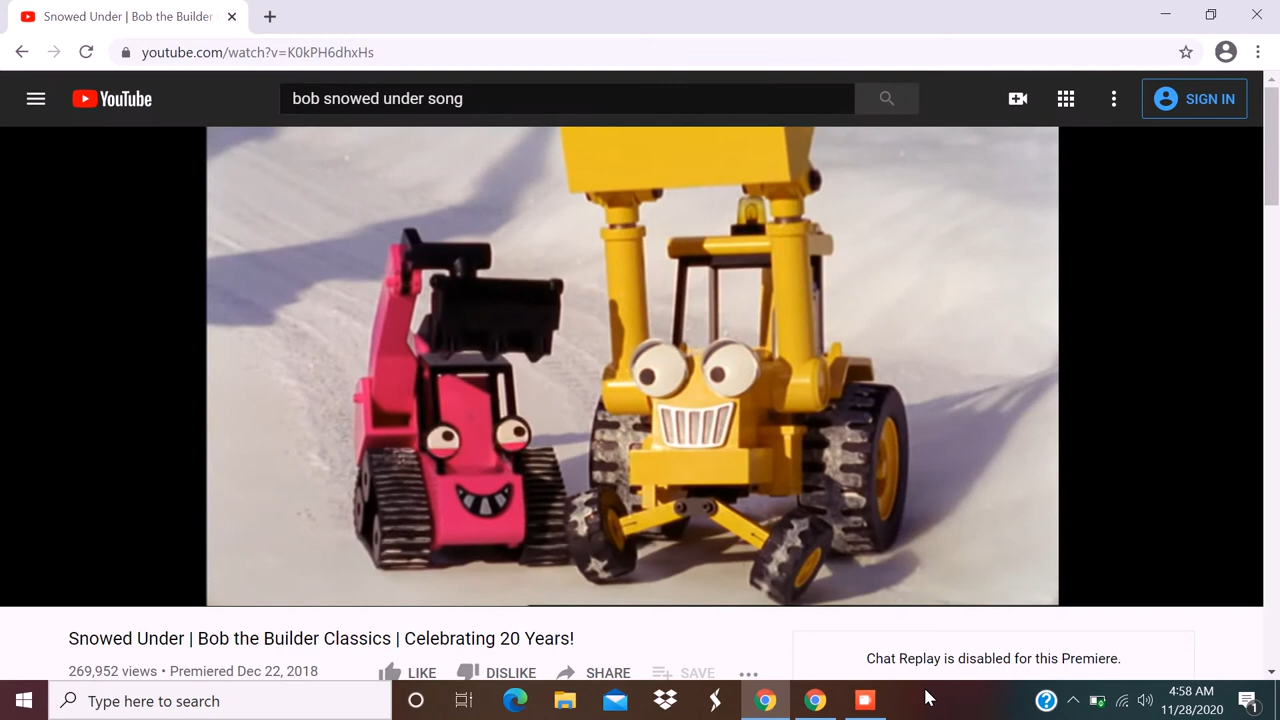 Snowed Under | Bob the Builder
youtube.com/watch?v=K0kPH6dhxHs
YouTube
bob snowed under song
SIGN IN
Snowed Under | Bob the Builder Classics | Celebrating 20 Years!
269,952 views • Premiered Dec 22, 2018
LIKE
DISLIKE
SHARE
SAVE
Chat Replay is disabled for this Premiere.
Type here to search
4:58 AM
11/28/2020
1